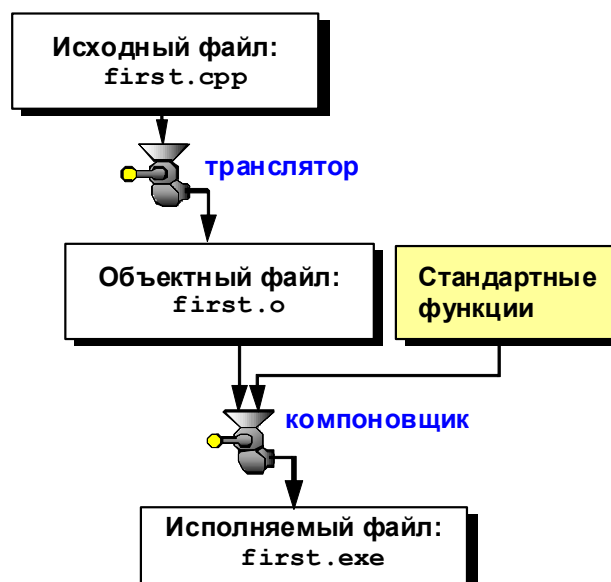 Исходный файл:
first.cpp
транслятор
Объектный файл:
first.o
Стандартные
функции
компоновщик
Исполняемый файл:
first.exe